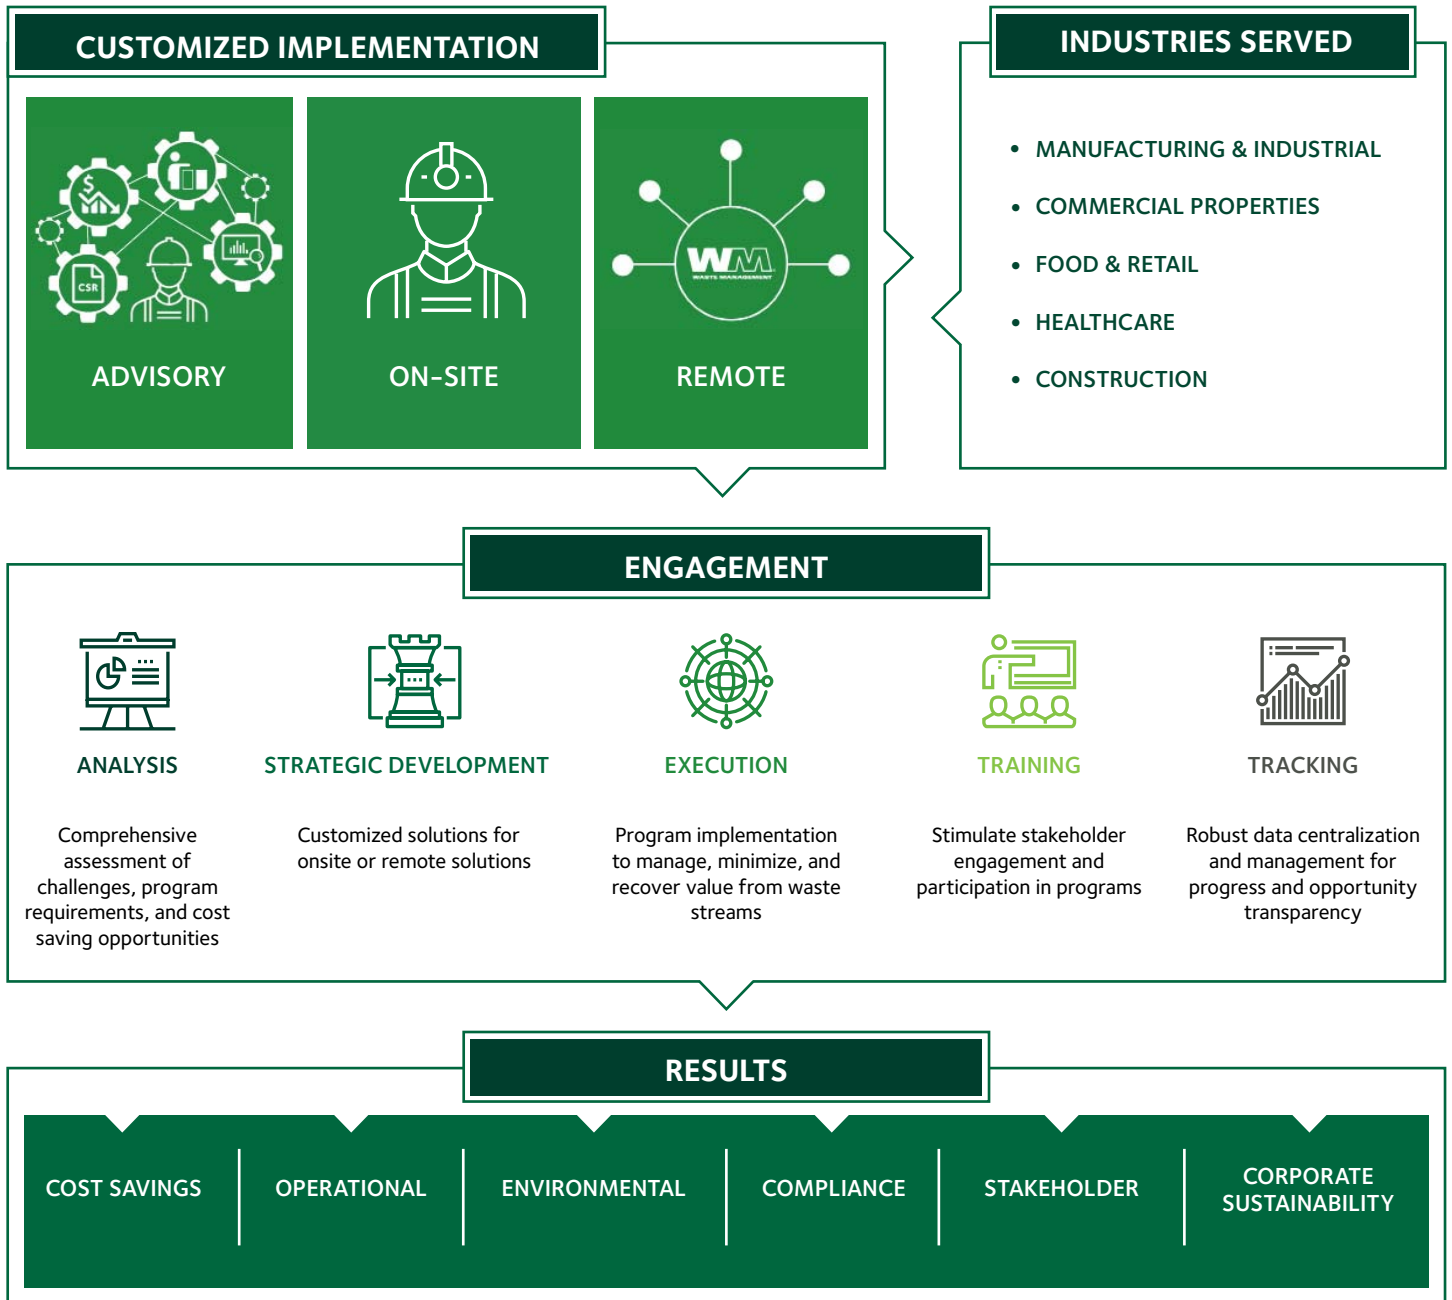 CUSTOMIZED IMPLEMENTATION
$
CSR
ADVISORY
ON-SITE
WM
WASTE MANAGEMENT
REMOTE
INDUSTRIES SERVED
• MANUFACTURING & INDUSTRIAL
• COMMERCIAL PROPERTIES
• FOOD & RETAIL
• HEALTHCARE
• CONSTRUCTION
ENGAGEMENT
ANALYSIS
Comprehensive
assessment of
challenges, program
requirements, and cost
saving opportunities
STRATEGIC DEVELOPMENT
Customized solutions for
onsite or remote solutions
EXECUTION
Program implementation
to manage, minimize, and
recover value from waste
streams
TRAINING
Stimulate stakeholder
engagement and
participation in programs
TRACKING
Robust data centralization
and management for
progress and opportunity
transparency
RESULTS
COST SAVINGS
OPERATIONAL
ENVIRONMENTAL
COMPLIANCE
STAKEHOLDER
CORPORATE
SUSTAINABILITY